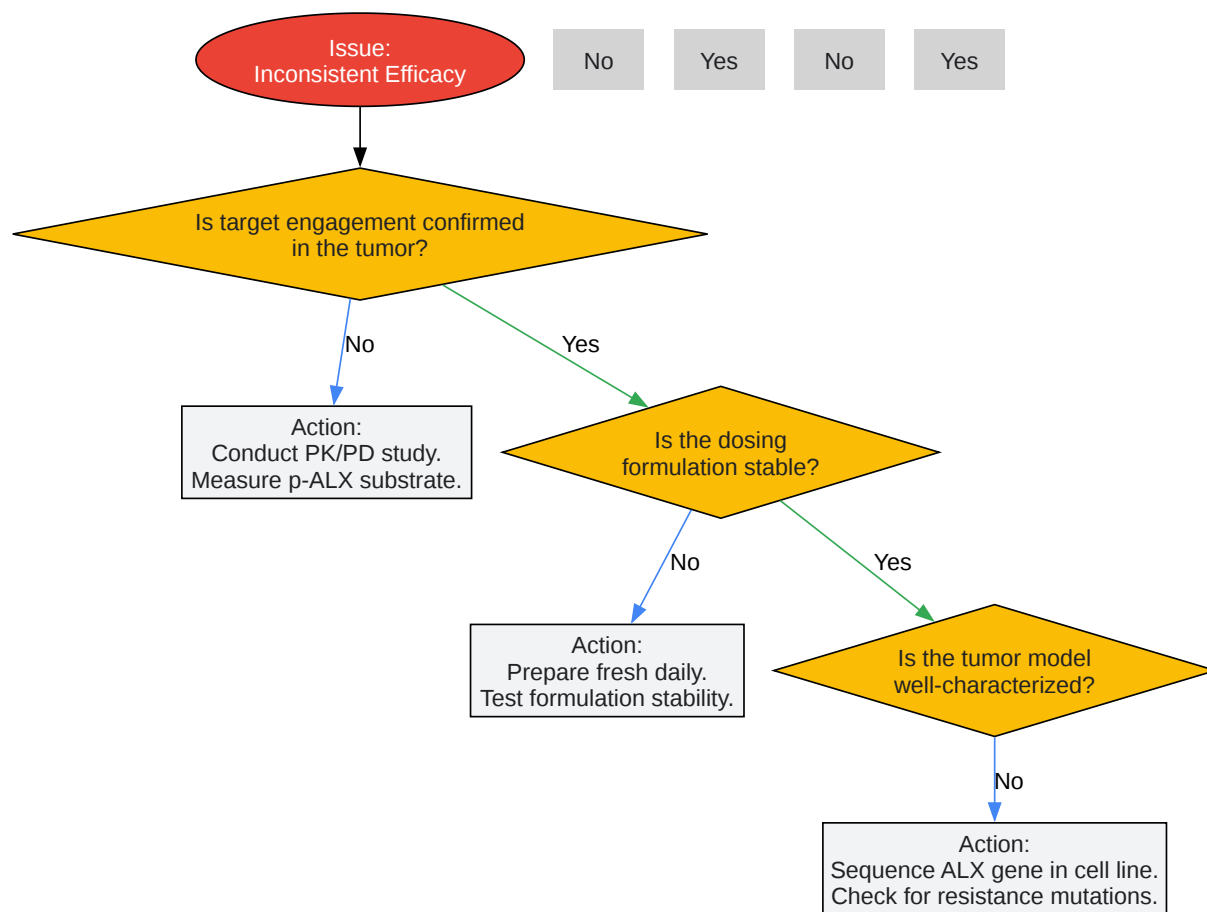 Issue:
Inconsistent Efficacy
No
Yes
No
Yes
Is target engagement confirmed
in the tumor?
No
Yes
Action:
Conduct PK/PD study.
Measure p-ALX substrate.
Is the dosing
formulation stable?
No
Yes
Action:
Prepare fresh daily.
Test formulation stability.
Is the tumor model
well-characterized?
No
Action:
Sequence ALX gene in cell line.
Check for resistance mutations.